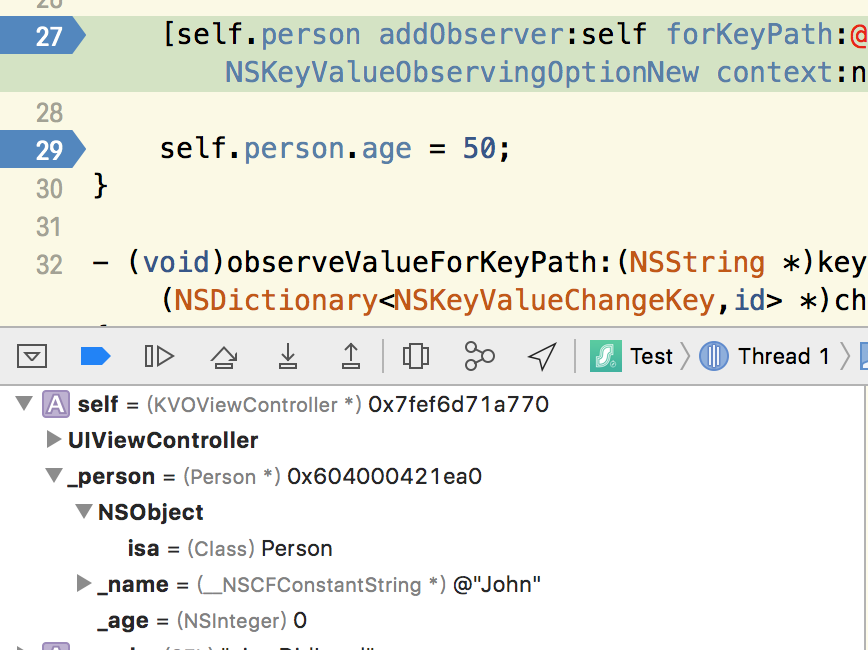 27 [self.person addObserver:self forKeyPath:@
NSKeyValueObservingOptionNew context:n
28
29 self.person.age = 50;
30 }
31
32 - (void)observeValueForKeyPath:(NSString *)key
(NSDictionary<NSKeyValueChangeKey,id> *)ch
Test Thread 1
A self = (KVOViewController *) 0x7fef6d71a770
UIViewController
_person = (Person *) 0x604000421ea0
NSObject
isa = (Class) Person
_name = (__NSCFConstantString *) @"John"
_age = (NSInteger) 0